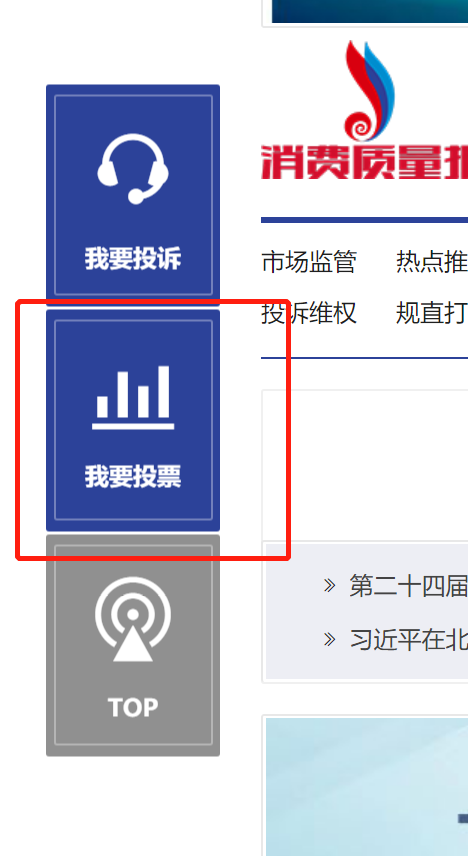 消费质量报
我要投诉
市场监管 热点推
投诉维权 规直打
我要投票
» 第二十四届
» 习近平在北
TOP